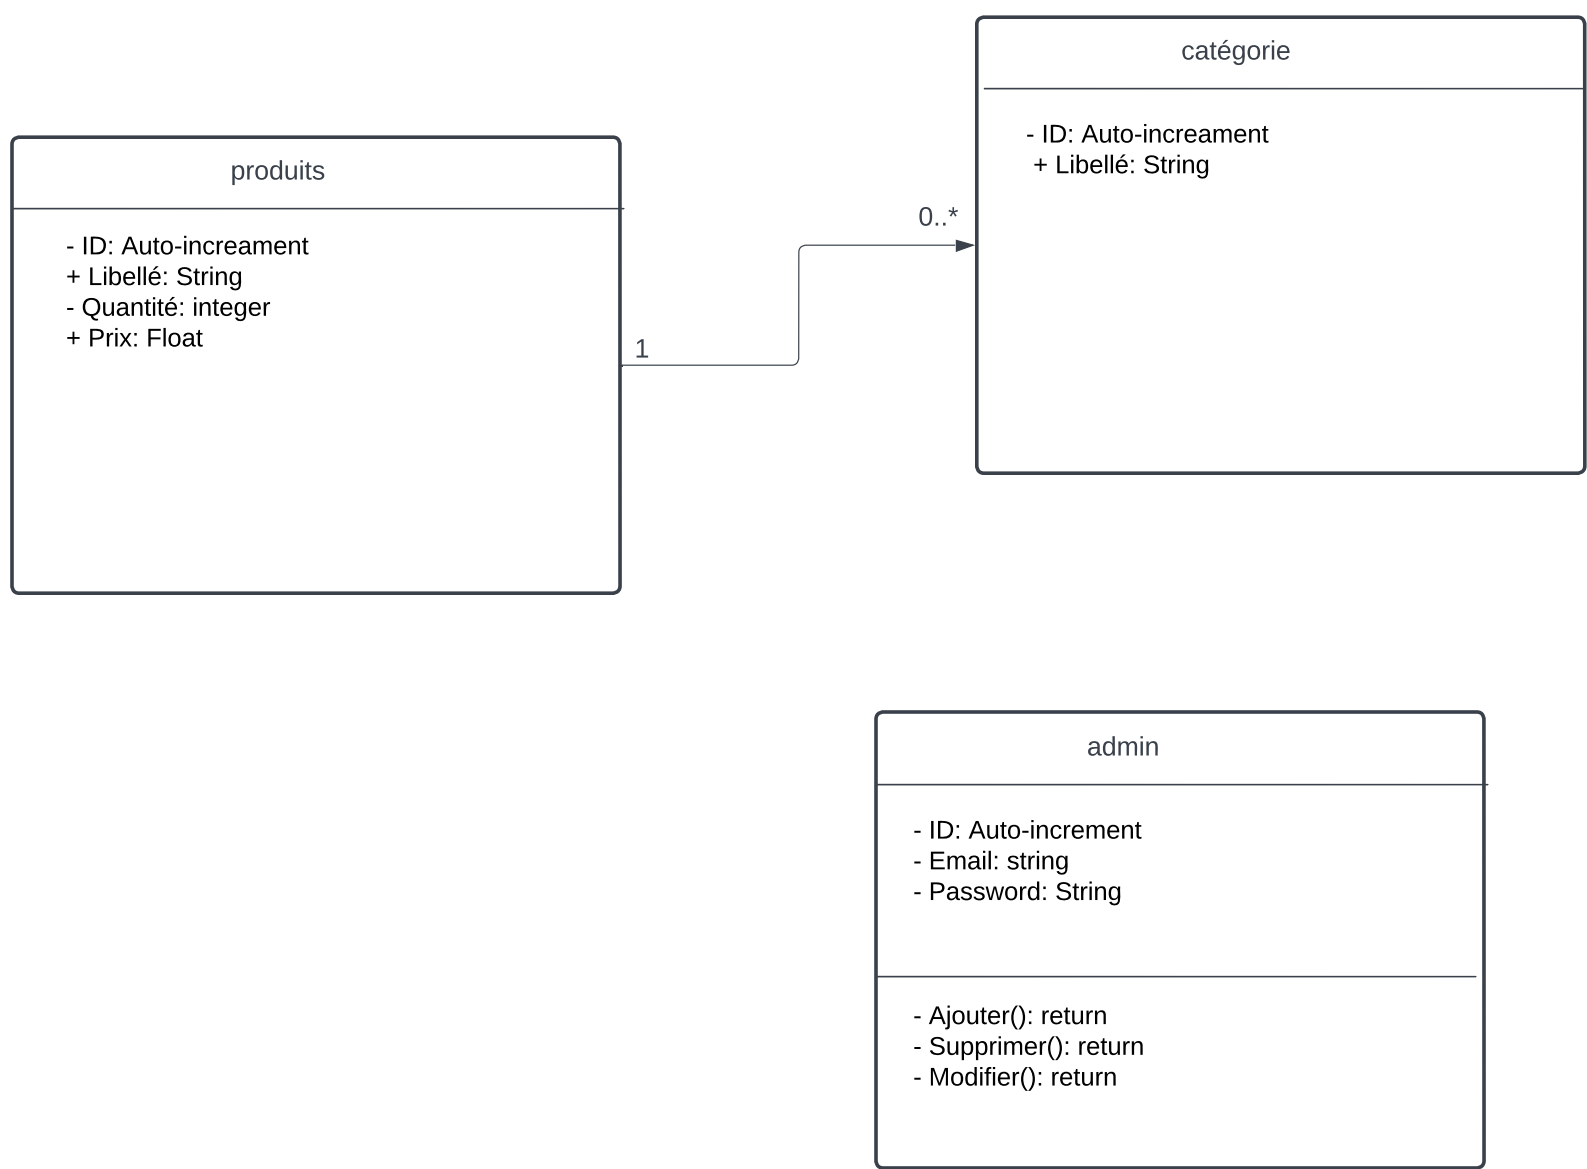 produits
- ID: Auto-increament
+ Libellé: String
- Quantité: integer
+ Prix: Float
1
0..*
catégorie
- ID: Auto-increament
+ Libellé: String
admin
- ID: Auto-increment
- Email: string
- Password: String
- Ajouter(): return
- Supprimer(): return
- Modifier(): return